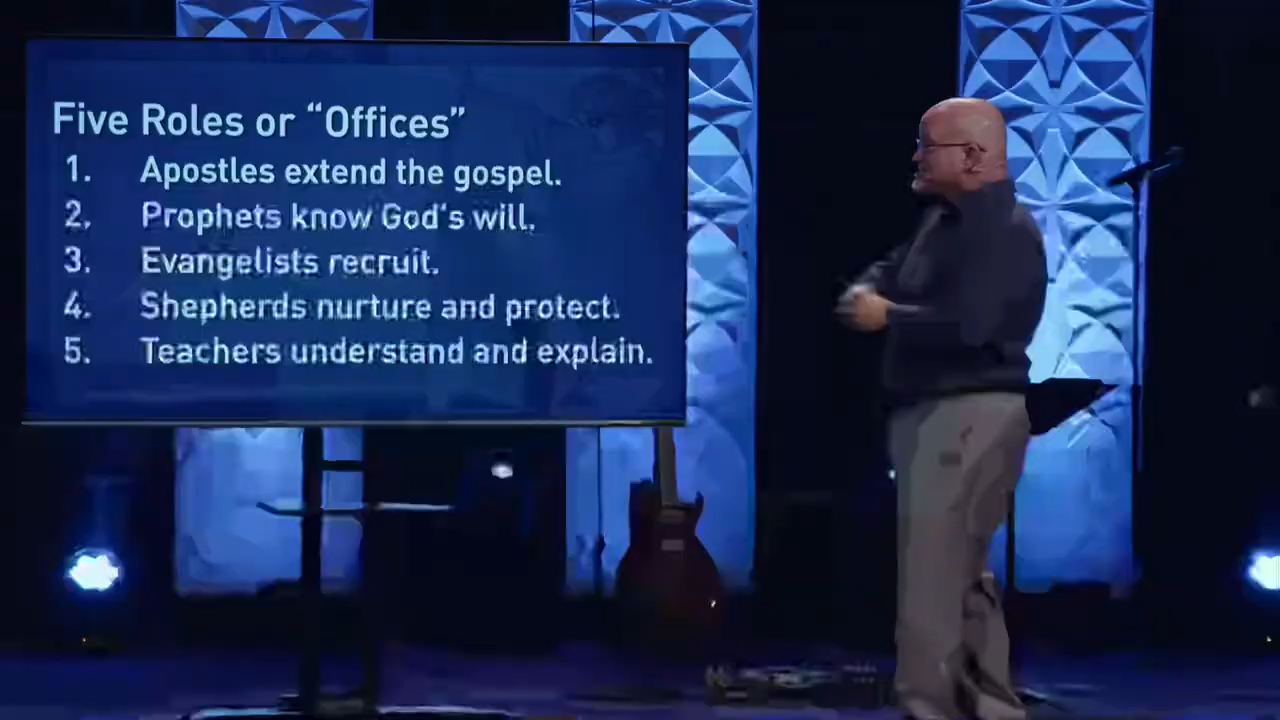 Five Roles or “Offices”
1. Apostles extend the gospel.
2. Prophets know God's will.
3. Evangelists recruit.
4. Shepherds nurture and protect.
5. Teachers understand and explain.